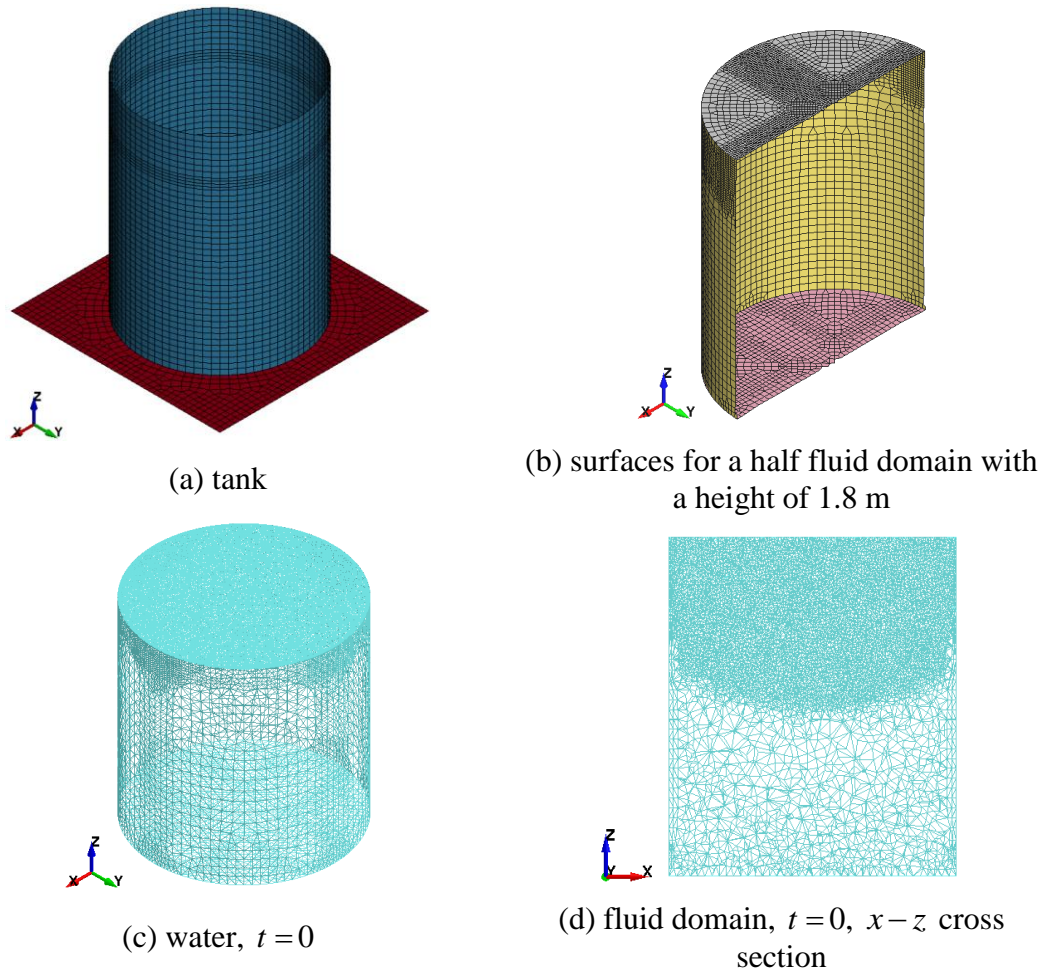 Z
X
Y
(a) tank
Z
X
Y
(b) surfaces for a half fluid domain with
a height of 1.8 m
Z
X
Y
(c) water, t = 0
Z
Y
X
(d) fluid domain, t = 0, x − z cross
section